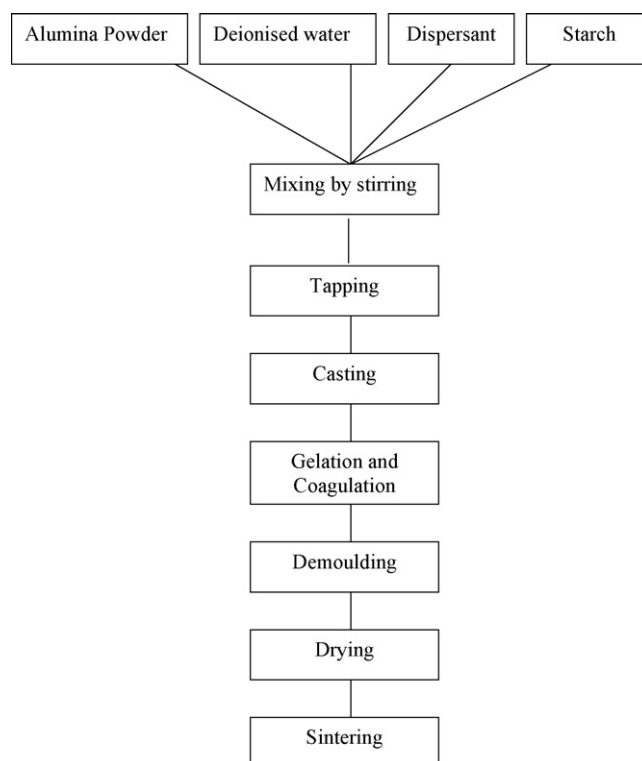 Alumina Powder
Deionised water
Dispersant
Starch
Mixing by stirring
Tapping
Casting
Gelation and
Coagulation
Demoulding
Drying
Sintering